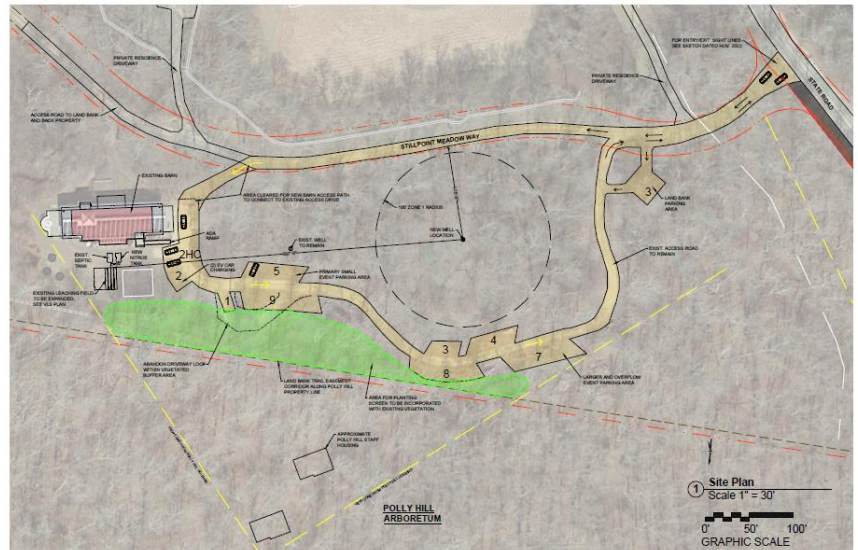 PRIVATE RESIDENCE
DRIVEWAY
ACCESS ROAD TO LAND BANK
AND BACK PROPERTY
FOR ENTRY/EXIT SIGHT LINES
SEE SKETCH DATED NOV. 2022
PRIVATE RESIDENCE
DRIVEWAY
STATE ROAD
STILLPOINT MEADOW WAY
EXISTING BARN
AREA CLEARED FOR NEW BARN ACCESS PATH
TO CONNECT TO EXISTING ACCESS DRIVE
100' ZONE 1 RADIUS
3
LAND BANK
PARKING
AREA
ADA
RAMP
EXIST. WELL
TO REMAIN
NEW WELL
LOCATION
EXIST. ACCESS ROAD
TO REMAIN
EXIST.
SEPTIC
TANK
NEW
NITROE
TANK
2HC
2
(2) EV CAR
CHARGING
5
PRIMARY SMALL
EVENT PARKING AREA
EXISTING LEACHING FIELD
TO BE EXPANDED,
SITE VLS PLAN
1
9
3
4
8
7
ABANDON DRIVEWAY LOOP
WITHIN VEGETATED
BUFFER AREA
LAND BANK TRAIL EASEMENT
CORRIDOR ALONG POLLY HILL
PROPERTY LINE
AREA FOR PLANTING
SCREEN TO BE INCORPORATED
WITH EXISTING VEGETATION
LARGER AND OVERFLOW
EVENT PARKING AREA
APPROXIMATE
POLLY HILL STAFF
HOUSING
POLLY HILL
ARBORETUM
1
Site Plan
Scale 1" = 30'
0' 50' 100'
GRAPHIC SCALE